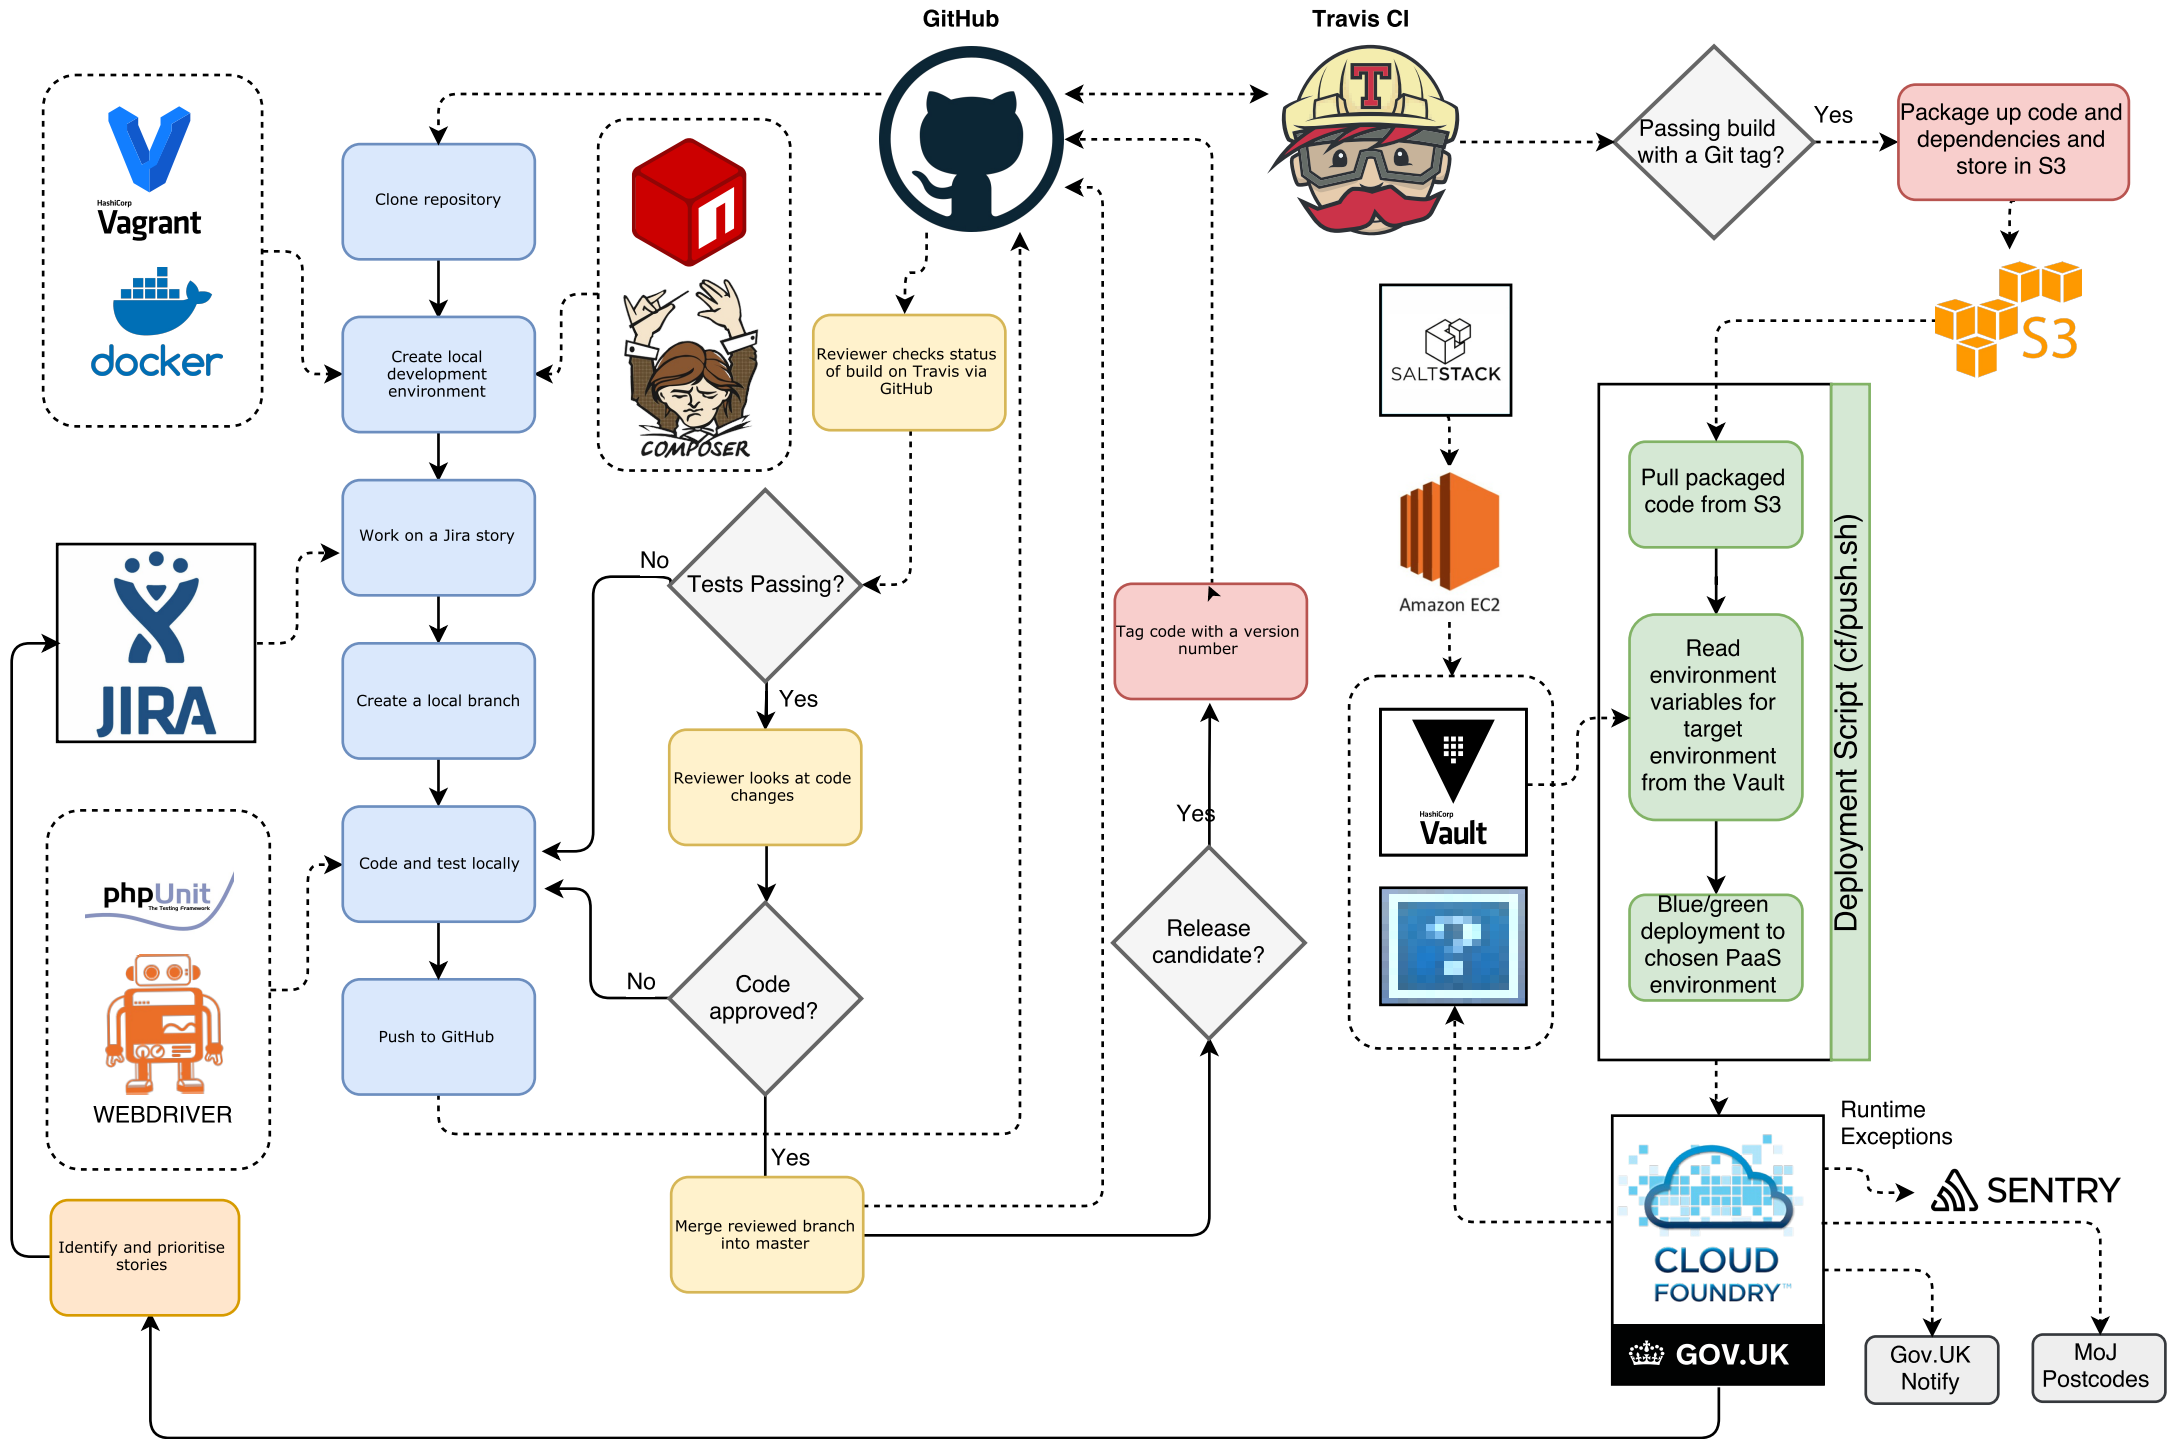 GitHub
Travis CI
HashiCorp
Vagrant
docker
Clone repository
Create local
development
environment
COMPOSER
Work on a Jira story
JIRA
Create a local branch
Code and test locally
phpUnit
The Testing Framework
WEBDRIVER
Push to GitHub
Identify and prioritise
stories
Reviewer checks status
of build on Travis via
GitHub
Tests Passing?
No
Yes
Reviewer looks at code
changes
Code
approved?
No
Yes
Merge reviewed branch
into master
Release
candidate?
Yes
Tag code with a version
number
T
Passing build
with a Git tag?
Yes
Package up code and
dependencies and
store in S3
S3
SALTSTACK
Amazon EC2
HashiCorp
Vault
?
Pull packaged
code from S3
Read
environment
variables for
target
environment
from the Vault
Blue/green
deployment to
chosen PaaS
environment
Deployment Script (cf/push.sh)
CLOUD
FOUNDRY™
GOV.UK
Runtime
Exceptions
SENTRY
Gov.UK
Notify
MoJ
Postcodes